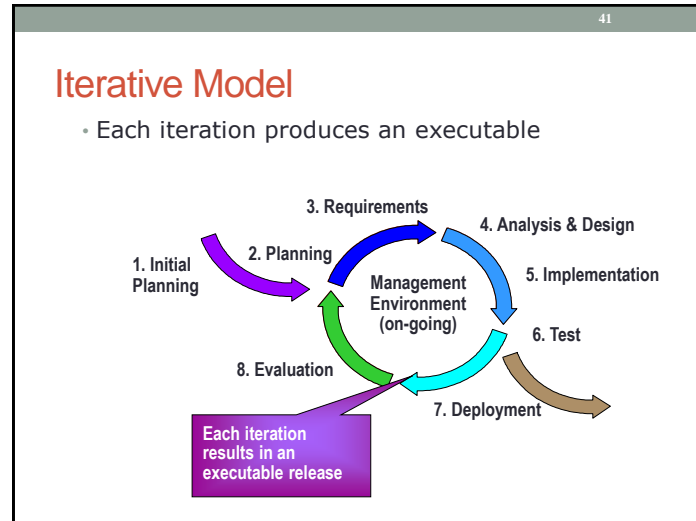 41
Iterative Model
• Each iteration produces an executable
3. Requirements
4. Analysis & Design
2. Planning
1. Initial
Planning
5. Implementation
Management
Environment
(on-going)
6. Test
8. Evaluation
7. Deployment
Each iteration
results in an
executable release